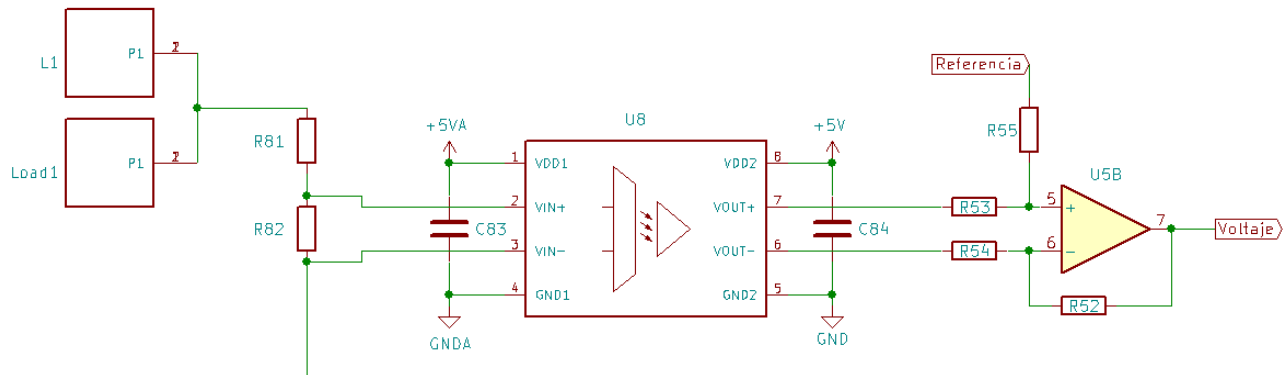 L1
P1
1
2
Load1
P1
1
2
R81
R82
+5VA
C83
GNDA
U8
1
VDD1
2
VIN+
3
VIN-
4
GND1
VDD2
8
VOUT+
7
VOUT-
6
GND2
5
+5V
C84
GND
Referencia
R55
R53
R54
U5B
5
+
6
-
7
R52
Voltaje